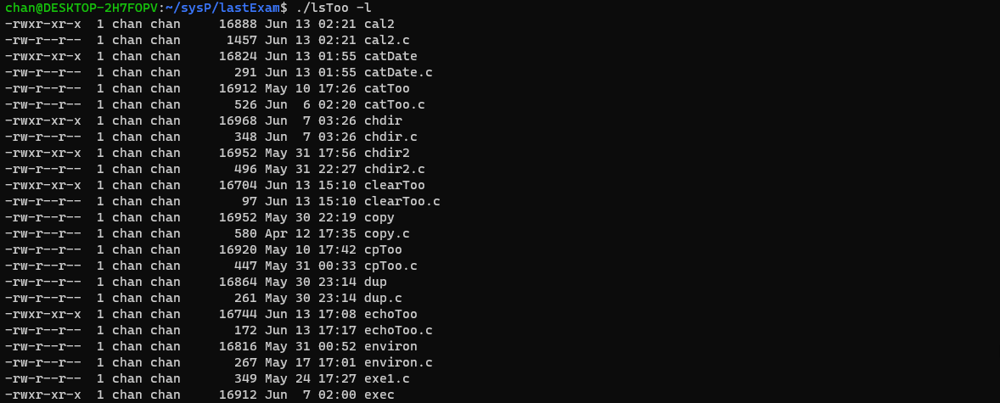 chan@DESKTOP-2H7FOPV:~/sysP/lastExam$ ./lsToo -l
-rwxr-xr-x  1 chan chan     16888 Jun 13 02:21 cal2
-rw-r--r--  1 chan chan      1457 Jun 13 02:21 cal2.c
-rwxr-xr-x  1 chan chan     16824 Jun 13 01:55 catDate
-rw-r--r--  1 chan chan       291 Jun 13 01:55 catDate.c
-rw-r--r--  1 chan chan     16912 May 10 17:26 catToo
-rw-r--r--  1 chan chan       526 Jun  6 02:20 catToo.c
-rwxr-xr-x  1 chan chan     16968 Jun  7 03:26 chdir
-rw-r--r--  1 chan chan       348 Jun  7 03:26 chdir.c
-rwxr-xr-x  1 chan chan     16952 May 31 17:56 chdir2
-rw-r--r--  1 chan chan       496 May 31 22:27 chdir2.c
-rwxr-xr-x  1 chan chan     16704 Jun 13 15:10 clearToo
-rw-r--r--  1 chan chan        97 Jun 13 15:10 clearToo.c
-rw-r--r--  1 chan chan     16952 May 30 22:19 copy
-rw-r--r--  1 chan chan       580 Apr 12 17:35 copy.c
-rw-r--r--  1 chan chan     16920 May 10 17:42 cpToo
-rw-r--r--  1 chan chan       447 May 31 00:33 cpToo.c
-rw-r--r--  1 chan chan     16864 May 30 23:14 dup
-rw-r--r--  1 chan chan       261 May 30 23:14 dup.c
-rwxr-xr-x  1 chan chan     16744 Jun 13 17:08 echoToo
-rw-r--r--  1 chan chan       172 Jun 13 17:17 echoToo.c
-rw-r--r--  1 chan chan     16816 May 31 00:52 environ
-rw-r--r--  1 chan chan       267 May 17 17:01 environ.c
-rw-r--r--  1 chan chan       349 May 24 17:27 exe1.c
-rwxr-xr-x  1 chan chan     16912 Jun  7 02:00 exec